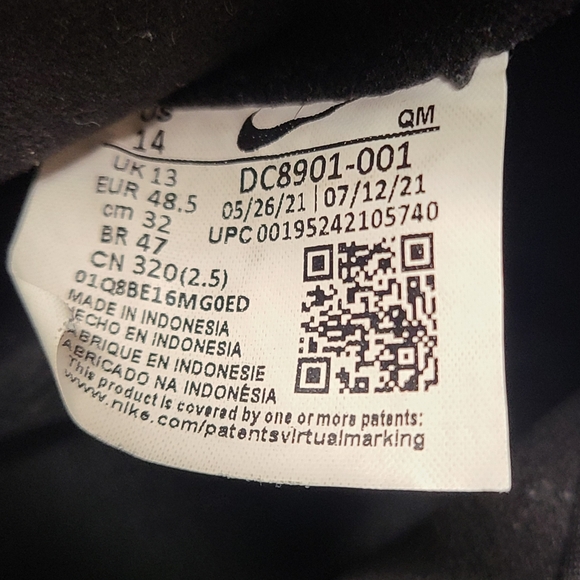 US
14
UK 13
EUR 48.5
cm 32
BR 47
CN 320(2.5)
01Q8BE16MG0ED
QM
DC8901-001
05/26/21 | 07/12/21
UPC 00195242105740
MADE IN INDONESIA
HECHO EN INDONESIA
FABRIQUE EN INDONESIE
FABRICADO NA INDONÉSIA
This product is covered by one or more patents:
www.nike.com/patentsvirtualmarking